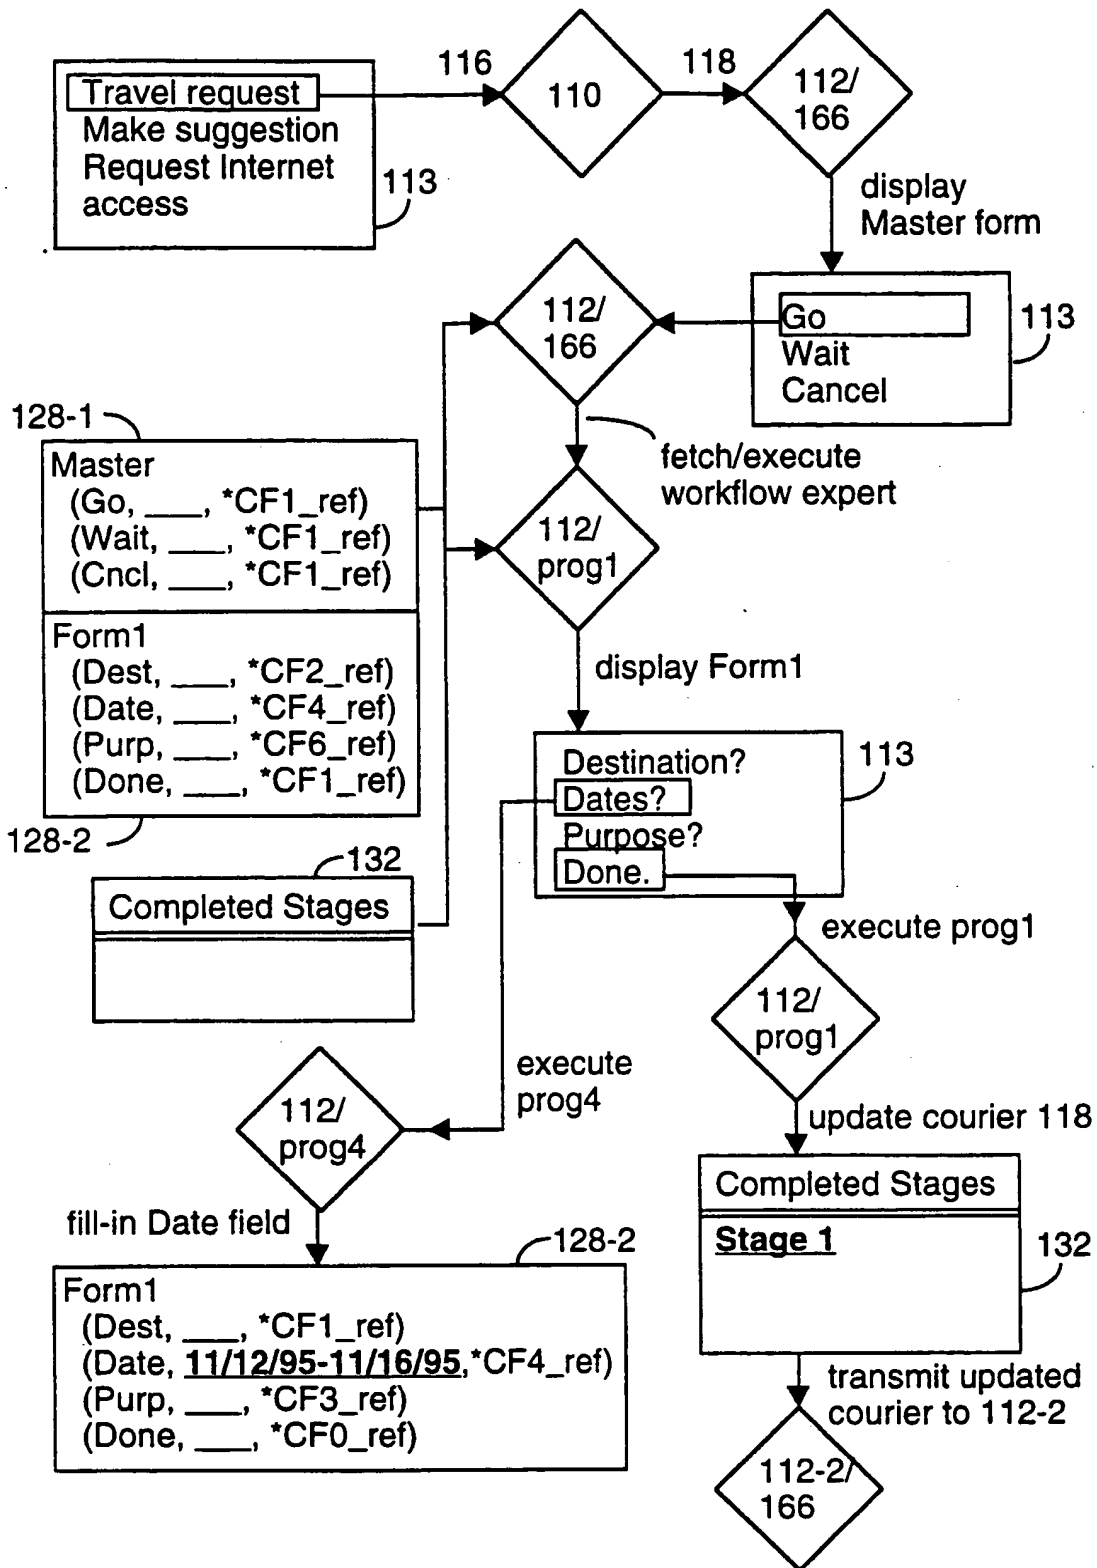 116
118
Travel request
Make suggestion
Request Internet
access
113
110
112/
166
display
Master form
112/
166
Go
Wait
Cancel
113
fetch/execute
workflow expert
128-1
Master
(Go, ___, *CF1_ref)
(Wait, ___, *CF1_ref)
(Cncl, ___, *CF1_ref)
112/
prog1
Form1
(Dest, ___, *CF2_ref)
(Date, ___, *CF4_ref)
(Purp, ___, *CF6_ref)
(Done, ___, *CF1_ref)
128-2
display Form1
Destination?
Dates?
Purpose?
Done.
113
132
Completed Stages
execute prog1
112/
prog1
execute
prog4
112/
prog4
update courier 118
Completed Stages
Stage 1
132
fill-in Date field
128-2
Form1
(Dest, ___, *CF1_ref)
(Date, 11/12/95-11/16/95,*CF4_ref)
(Purp, ___, *CF3_ref)
(Done, ___, *CF0_ref)
transmit updated
courier to 112-2
112-2/
166